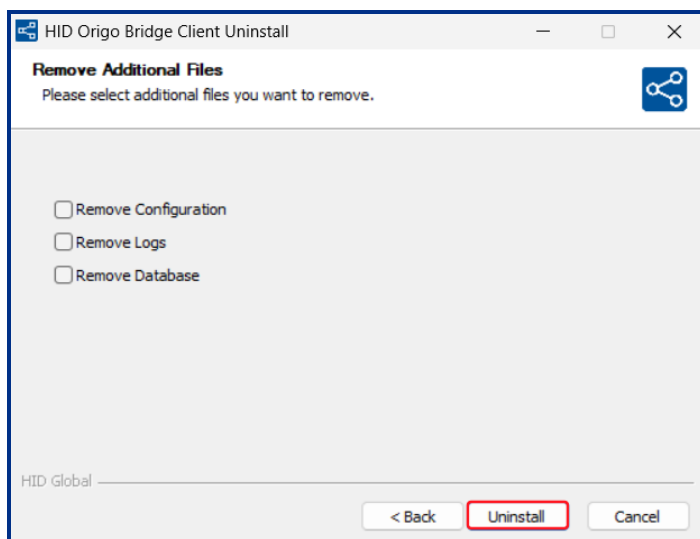 HID Origo Bridge Client Uninstall
Remove Additional Files
Please select additional files you want to remove.
Remove Configuration
Remove Logs
Remove Database
HID Global
< Back Uninstall Cancel